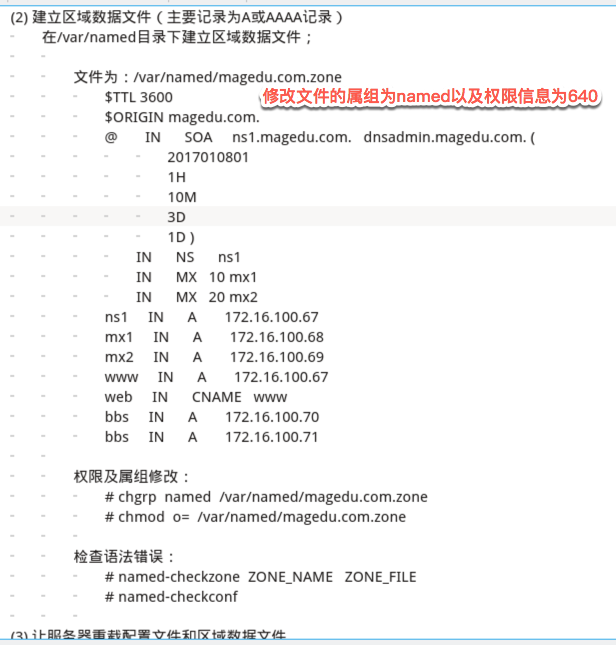 (2) 建立区域数据文件（主要记录为A或AAAA记录）
在/var/named目录下建立区域数据文件；
文件为：/var/named/magedu.com.zone
$TTL 3600 修改文件的属组为named以及权限信息为640
$ORIGIN magedu.com.
@ IN SOA ns1.magedu.com. dnsadmin.magedu.com. (
2017010801
1H
10M
3D
1D )
IN NS ns1
IN MX 10 mx1
IN MX 20 mx2
ns1 IN A 172.16.100.67
mx1 IN A 172.16.100.68
mx2 IN A 172.16.100.69
www IN A 172.16.100.67
web IN CNAME www
bbs IN A 172.16.100.70
bbs IN A 172.16.100.71
权限及属组修改：
# chgrp named /var/named/magedu.com.zone
# chmod o= /var/named/magedu.com.zone
检查语法错误：
# named-checkzone ZONE_NAME ZONE_FILE
# named-checkconf
(3) 让服务器重载配置文件和区域数据文件